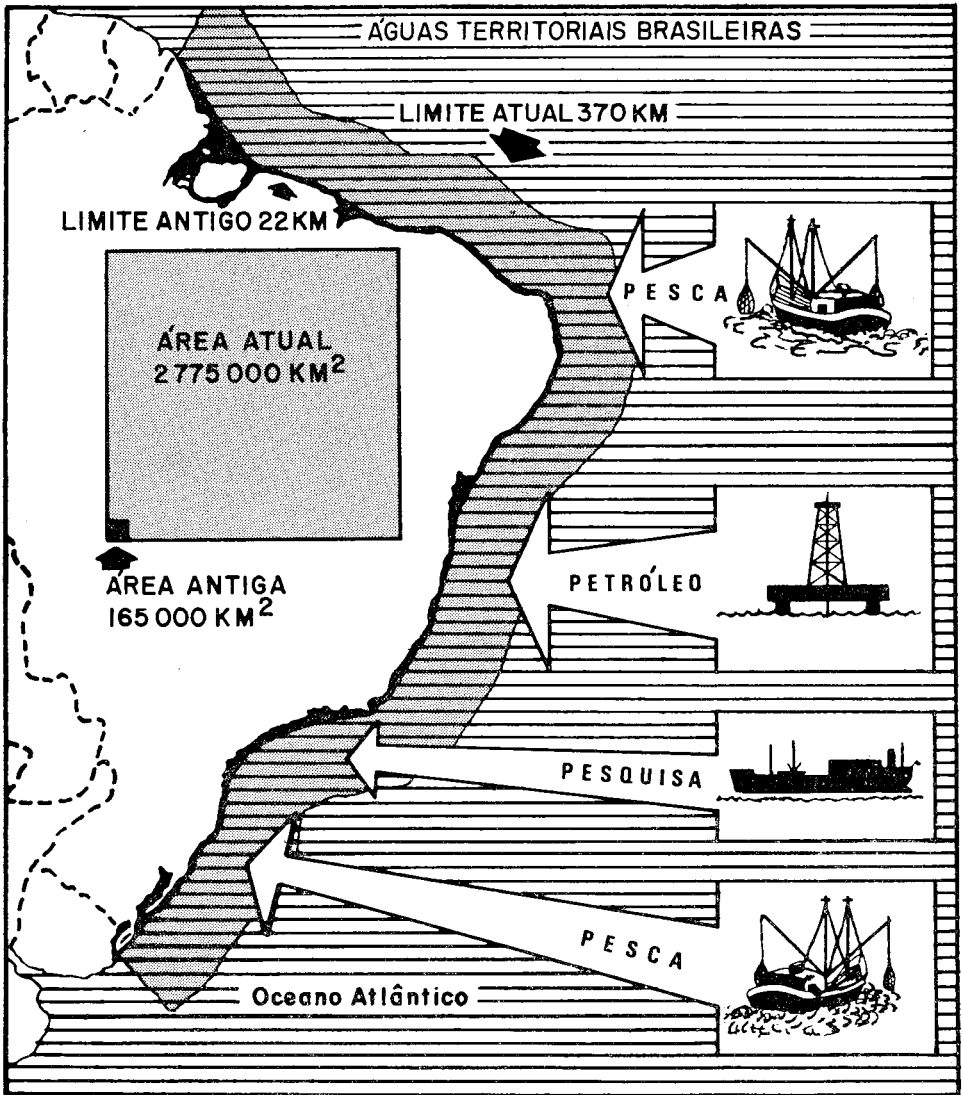 ÁGUAS TERRITORIAIS BRASILEIRAS
LIMITE ATUAL 370 KM
LIMITE ANTIGO 22 KM
PESCA
ÁREA ATUAL
2 775 000 KM²
PETRÓLEO
ÁREA ANTIGA
165 000 KM²
PESQUISA
PESCA
Oceano Atlântico